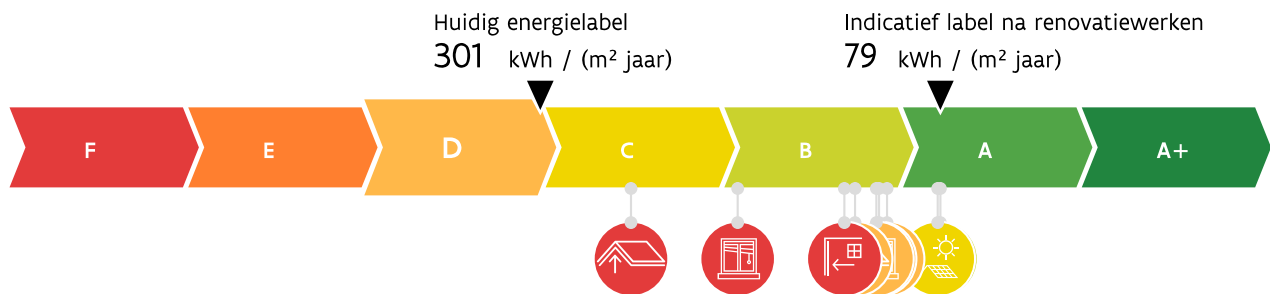 Huidig energielabel
301 kWh / (m² jaar)
Indicatief label na renovatiewerken
79 kWh / (m² jaar)
F E D C B A A+